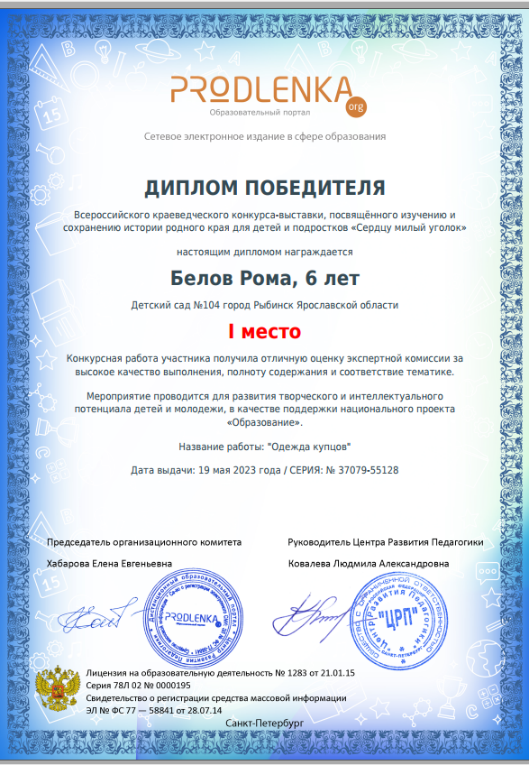 PRODLENKA.org
Образовательный портал
Сетевое электронное издание в сфере образования
ДИПЛОМ ПОБЕДИТЕЛЯ
Всероссийского краеведческого конкурса-выставки, посвящённого изучению и
сохранению истории родного края для детей и подростков «Сердцу милый уголок»
настоящим дипломом награждается
Белов Рома, 6 лет
Детский сад №104 город Рыбинск Ярославской области
I место
Конкурсная работа участника получила отличную оценку экспертной комиссии за
высокое качество выполнения, полноту содержания и соответствие тематике.
Мероприятие проводится для развития творческого и интеллектуального
потенциала детей и молодежи, в качестве поддержки национального проекта
«Образование».
Название работы: "Одежда купцов"
Дата выдачи: 19 мая 2023 года / СЕРИЯ: № 37079-55128
Председатель организационного комитета
Хабарова Елена Евгеньевна
Руководитель Центра Развития Педагогики
Ковалева Людмила Александровна
PRODLENKA
"ЦРП"
Центр Развития Педагогики
Лицензия на образовательную деятельность № 1283 от 21.01.15
Серия 78Л 02 № 0000195
Свидетельство о регистрации средства массовой информации
ЭЛ № ФС 77 — 58841 от 28.07.14
Санкт-Петербург